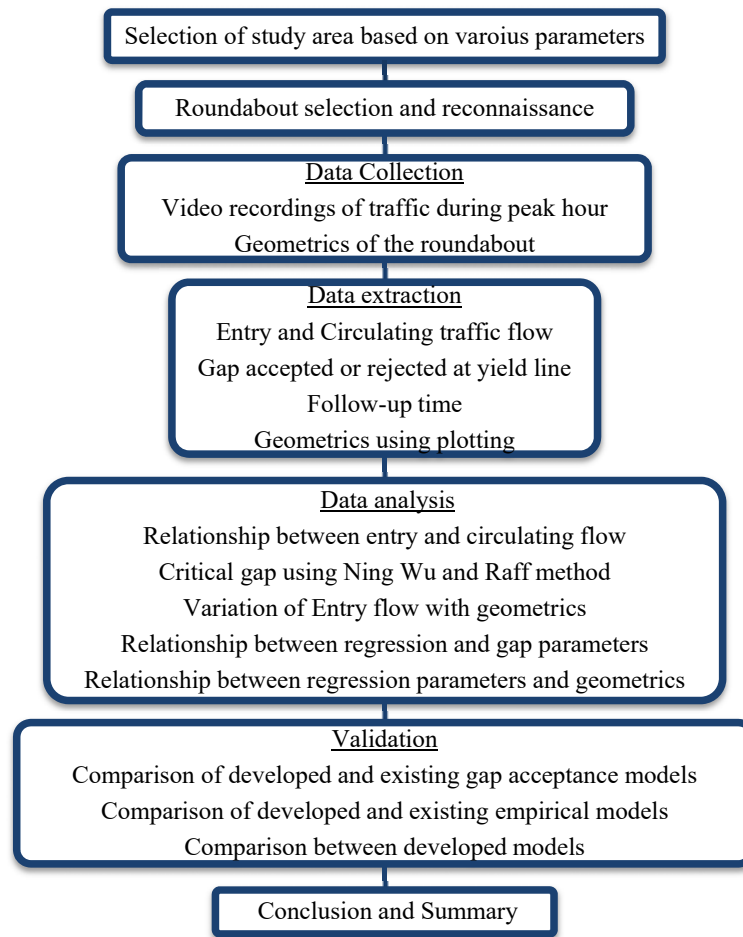 Selection of study area based on varoius parameters
Roundabout selection and reconnaissance
Data Collection
Video recordings of traffic during peak hour
Geometrics of the roundabout
Data extraction
Entry and Circulating traffic flow
Gap accepted or rejected at yield line
Follow-up time
Geometrics using plotting
Data analysis
Relationship between entry and circulating flow
Critical gap using Ning Wu and Raff method
Variation of Entry flow with geometrics
Relationship between regression and gap parameters
Relationship between regression parameters and geometrics
Validation
Comparison of developed and existing gap acceptance models
Comparison of developed and existing empirical models
Comparison between developed models
Conclusion and Summary